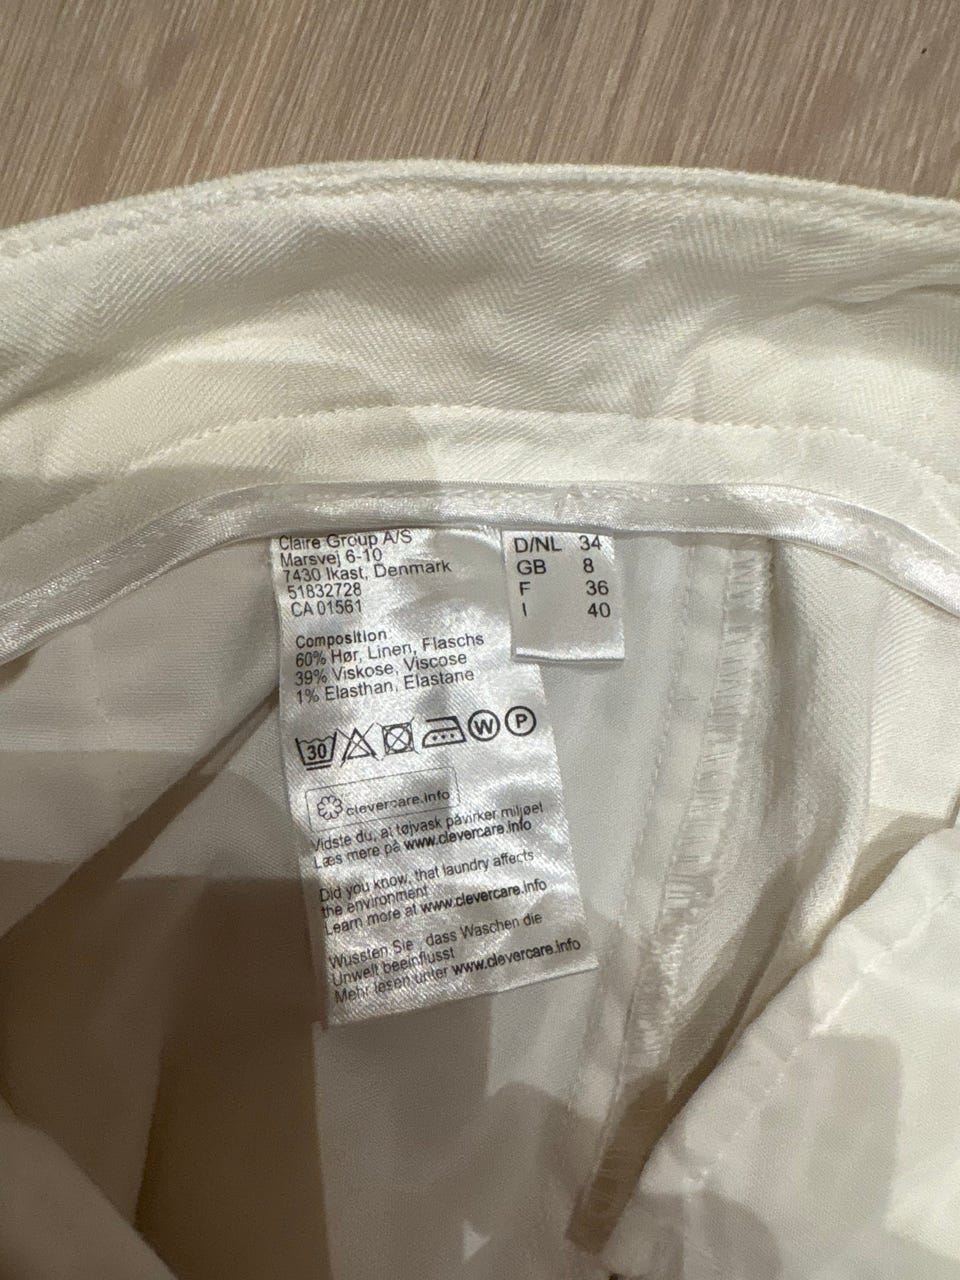 Claire Group A/S
Marsvej 6-10
7430 Ikast, Denmark
51832728
CA 01561
Composition
60% Hør, Linen, Flaschs
39% Viskose, Viscose
1% Elasthan, Elastane
30 W P
clevercare.info
Vidste du, at tøjvask påvirker miljøet
Læs mere på www.clevercare.info
Did you know, that laundry affects
the environment
Learn more at www.clevercare.info
Wussten Sie, dass Waschen die
Unwelt beeinflusst
Mehr lesen unter www.clevercare.info
D/NL 34
GB 8
F 36
I 40